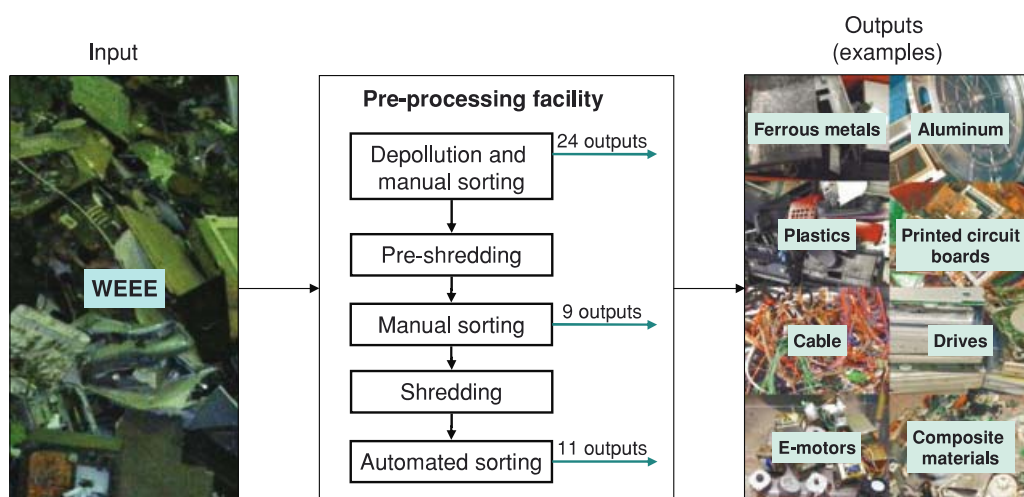 Input
Outputs
(examples)
Pre-processing facility
Depollution and
manual sorting
24 outputs
Pre-shredding
Manual sorting
9 outputs
Shredding
Automated sorting
11 outputs
WEEE
Ferrous metals
Aluminum
Plastics
Printed circuit
boards
Cable
Drives
E-motors
Composite
materials